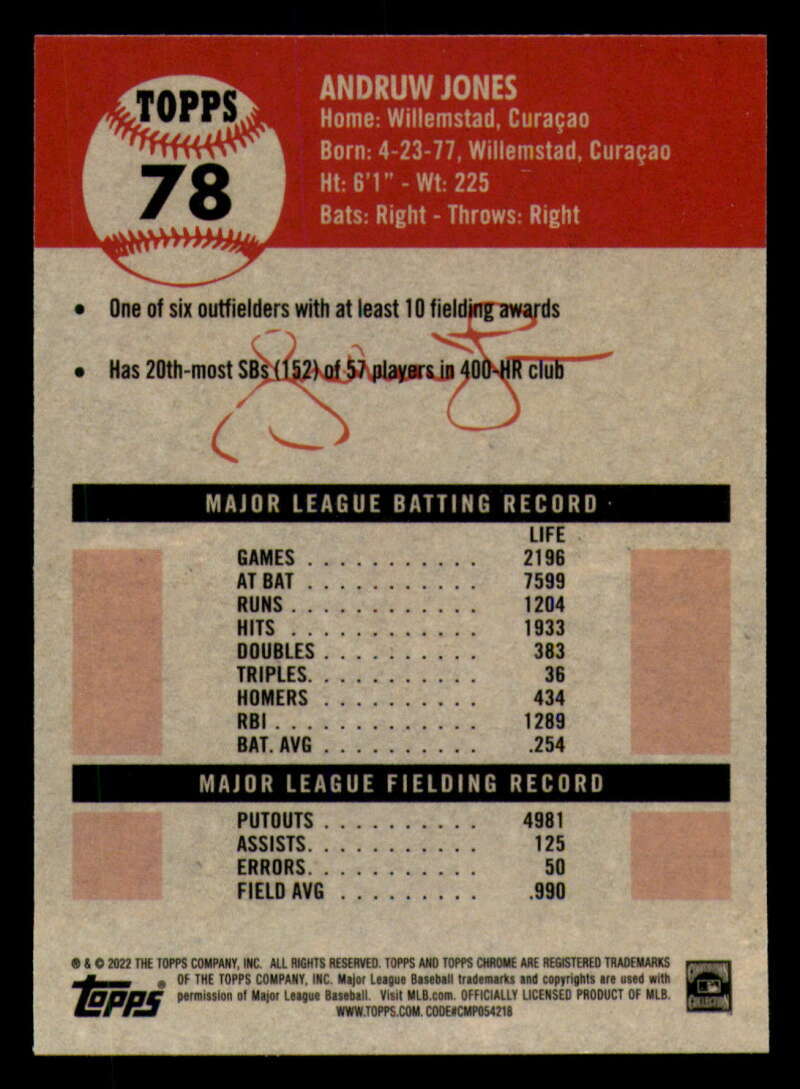 TOPPS
78
ANDRUW JONES
Home: Willemstad, Curaçao
Born: 4-23-77, Willemstad, Curaçao
Ht: 6'1" - Wt: 225
Bats: Right - Throws: Right
• One of six outfielders with at least 10 fielding awards
• Has 20th-most SBs (152) of 57 players in 400-HR club
MAJOR LEAGUE BATTING RECORD
LIFE
GAMES . . . . . . . . . . . 2196
AT BAT . . . . . . . . . . . 7599
RUNS . . . . . . . . . . . . 1204
HITS . . . . . . . . . . . . 1933
DOUBLES . . . . . . . . . . 383
TRIPLES. . . . . . . . . . . 36
HOMERS . . . . . . . . . . 434
RBI . . . . . . . . . . . . . 1289
BAT. AVG . . . . . . . . . . .254
MAJOR LEAGUE FIELDING RECORD
PUTOUTS . . . . . . . . . . 4981
ASSISTS. . . . . . . . . . . 125
ERRORS. . . . . . . . . . . 50
FIELD AVG . . . . . . . . . .990
® & © 2022 THE TOPPS COMPANY, INC. ALL RIGHTS RESERVED. TOPPS AND TOPPS CHROME ARE REGISTERED TRADEMARKS
OF THE TOPPS COMPANY, INC. Major League Baseball trademarks and copyrights are used with
permission of Major League Baseball. Visit MLB.com. OFFICIALLY LICENSED PRODUCT OF MLB.
WWW.TOPPS.COM. CODE#CMP054218
topps®
COOPERSTOWN
COLLECTION